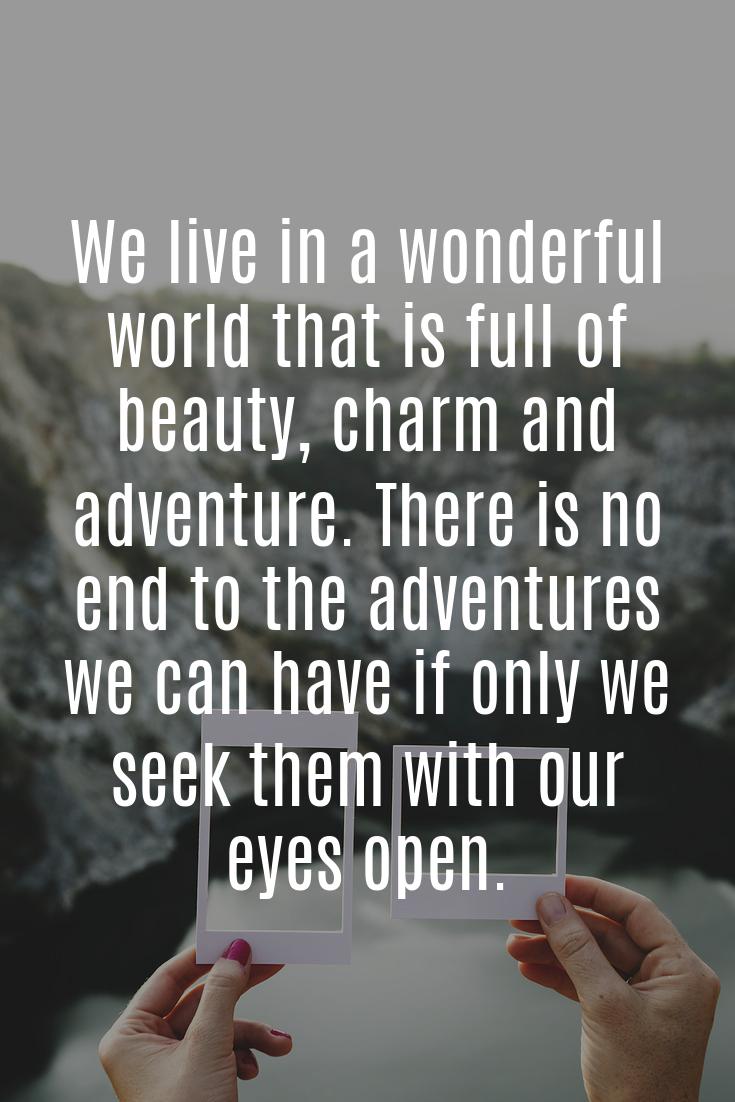 We live in a wonderful
world that is full of
beauty, charm and
adventure. There is no
end to the adventures
we can have if only we
seek them with our
eyes open.